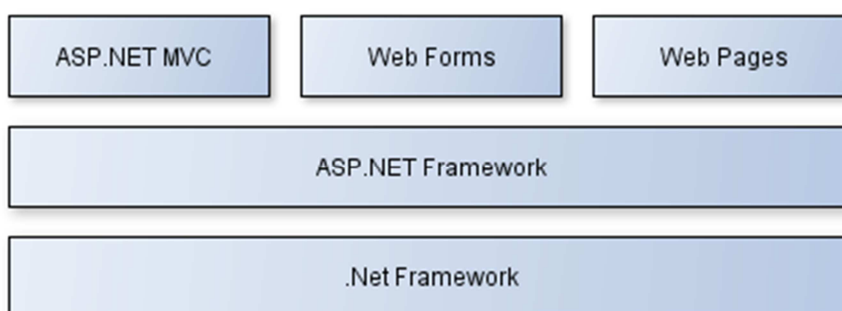 ASP.NET MVC
Web Forms
Web Pages
ASP.NET Framework
.Net Framework